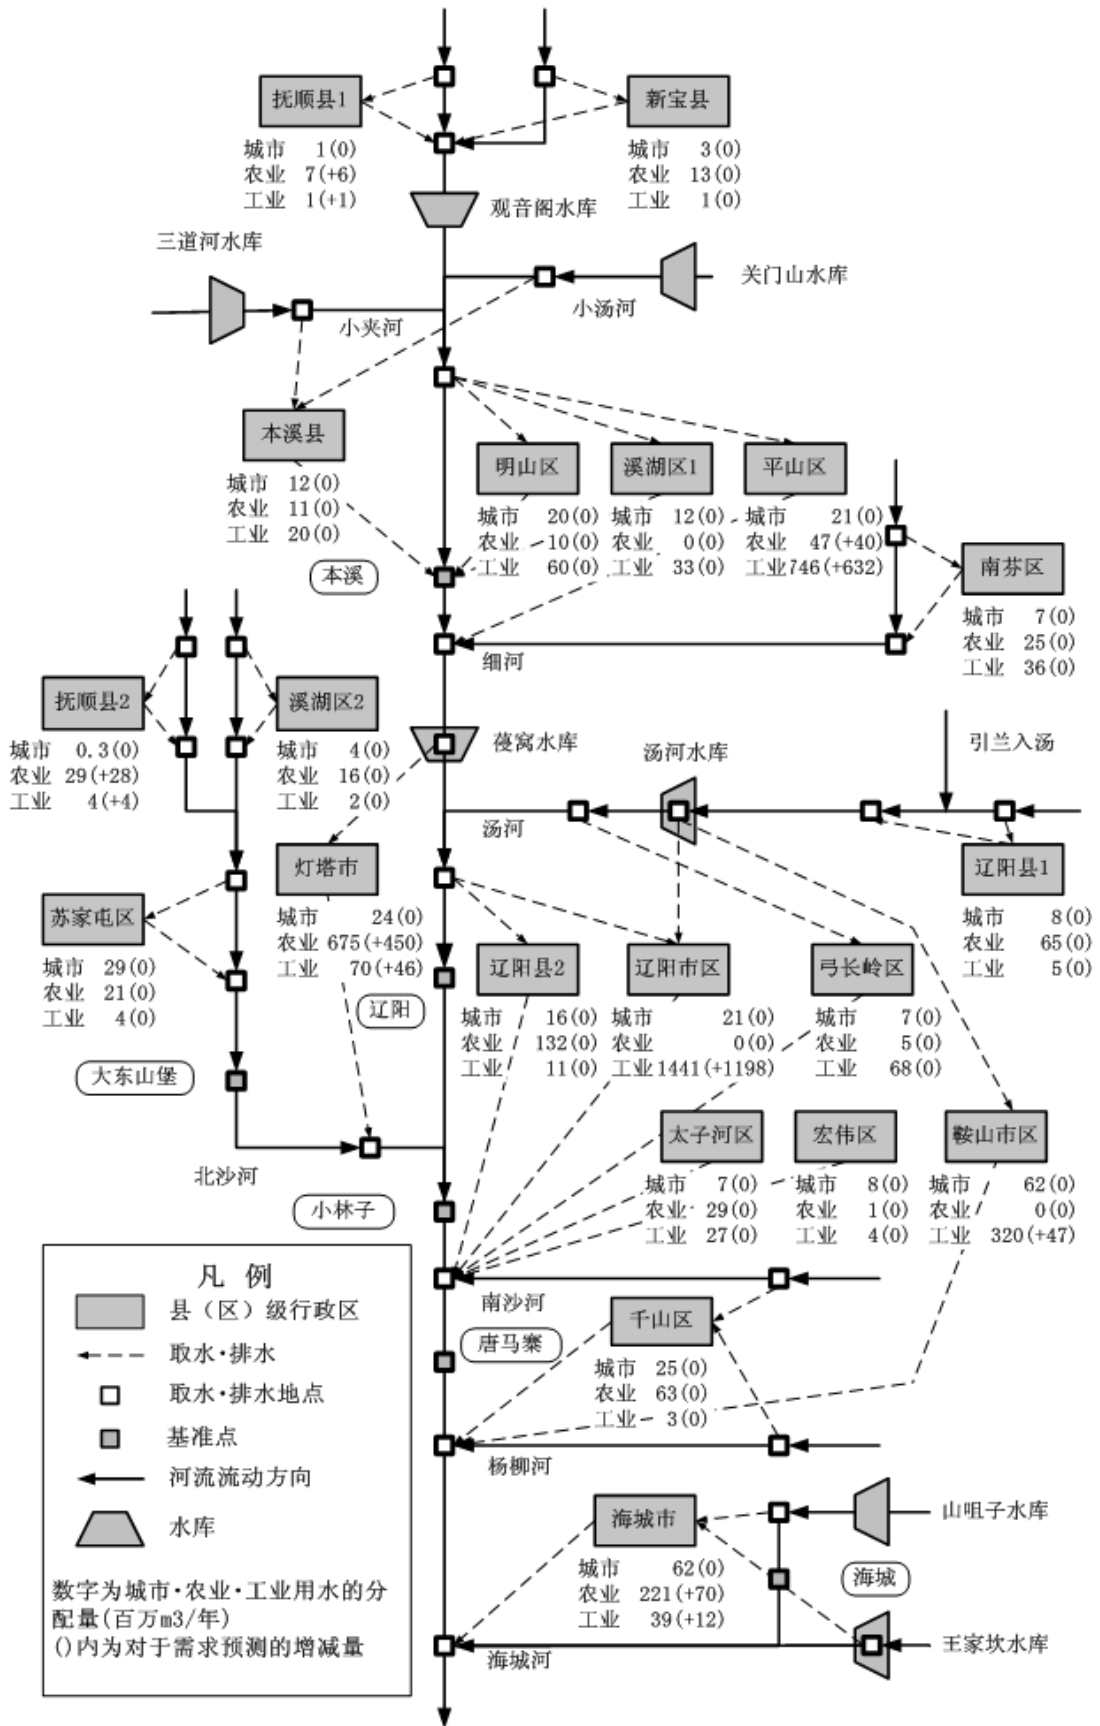 抚顺县1
城市 1(0)
农业 7(+6)
工业 1(+1)
新宝县
城市 3(0)
农业 13(0)
工业 1(0)
观音阁水库
三道河水库
关门山水库
小汤河
小夹河
本溪县
城市 12(0)
农业 11(0)
工业 20(0)
明山区
城市 20(0)
农业 10(0)
工业 60(0)
溪湖区1
城市 12(0)
农业 0(0)
工业 33(0)
平山区
城市 21(0)
农业 47(+40)
工业 746(+632)
南芬区
城市 7(0)
农业 25(0)
工业 36(0)
本溪
细河
抚顺县2
城市 0.3(0)
农业 29(+28)
工业 4(+4)
溪湖区2
城市 4(0)
农业 16(0)
工业 2(0)
葠窝水库
汤河水库
引兰入汤
汤河
灯塔市
城市 24(0)
农业 675(+450)
工业 70(+46)
辽阳县1
城市 8(0)
农业 65(0)
工业 5(0)
苏家屯区
城市 29(0)
农业 21(0)
工业 4(0)
辽阳县2
城市 16(0)
农业 132(0)
工业 11(0)
辽阳市区
城市 21(0)
农业 0(0)
工业 1441(+1198)
弓长岭区
城市 7(0)
农业 5(0)
工业 68(0)
辽阳
大东山堡
太子河区
城市 7(0)
农业 29(0)
工业 27(0)
宏伟区
城市 8(0)
农业 1(0)
工业 4(0)
鞍山市区
城市 62(0)
农业 0(0)
工业 320(+47)
北沙河
小林子
南沙河
唐马寨
千山区
城市 25(0)
农业 63(0)
工业 3(0)
杨柳河
海城市
城市 62(0)
农业 221(+70)
工业 39(+12)
山咀子水库
海城
王家坎水库
海城河
凡 例
县（区）级行政区
取水·排水
取水·排水地点
基准点
河流流动方向
水库
数字为城市·农业·工业用水的分
配量(百万m3/年)
()内为对于需求预测的增减量